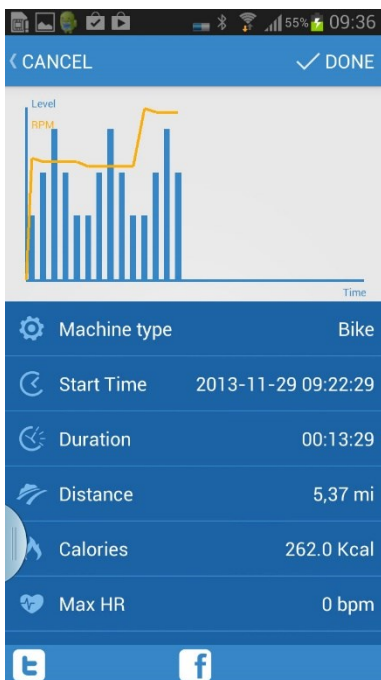 55% 09:36
CANCEL DONE
Level
RPM
Time
Machine type Bike
Start Time 2013-11-29 09:22:29
Duration 00:13:29
Distance 5,37 mi
Calories 262.0 Kcal
Max HR 0 bpm